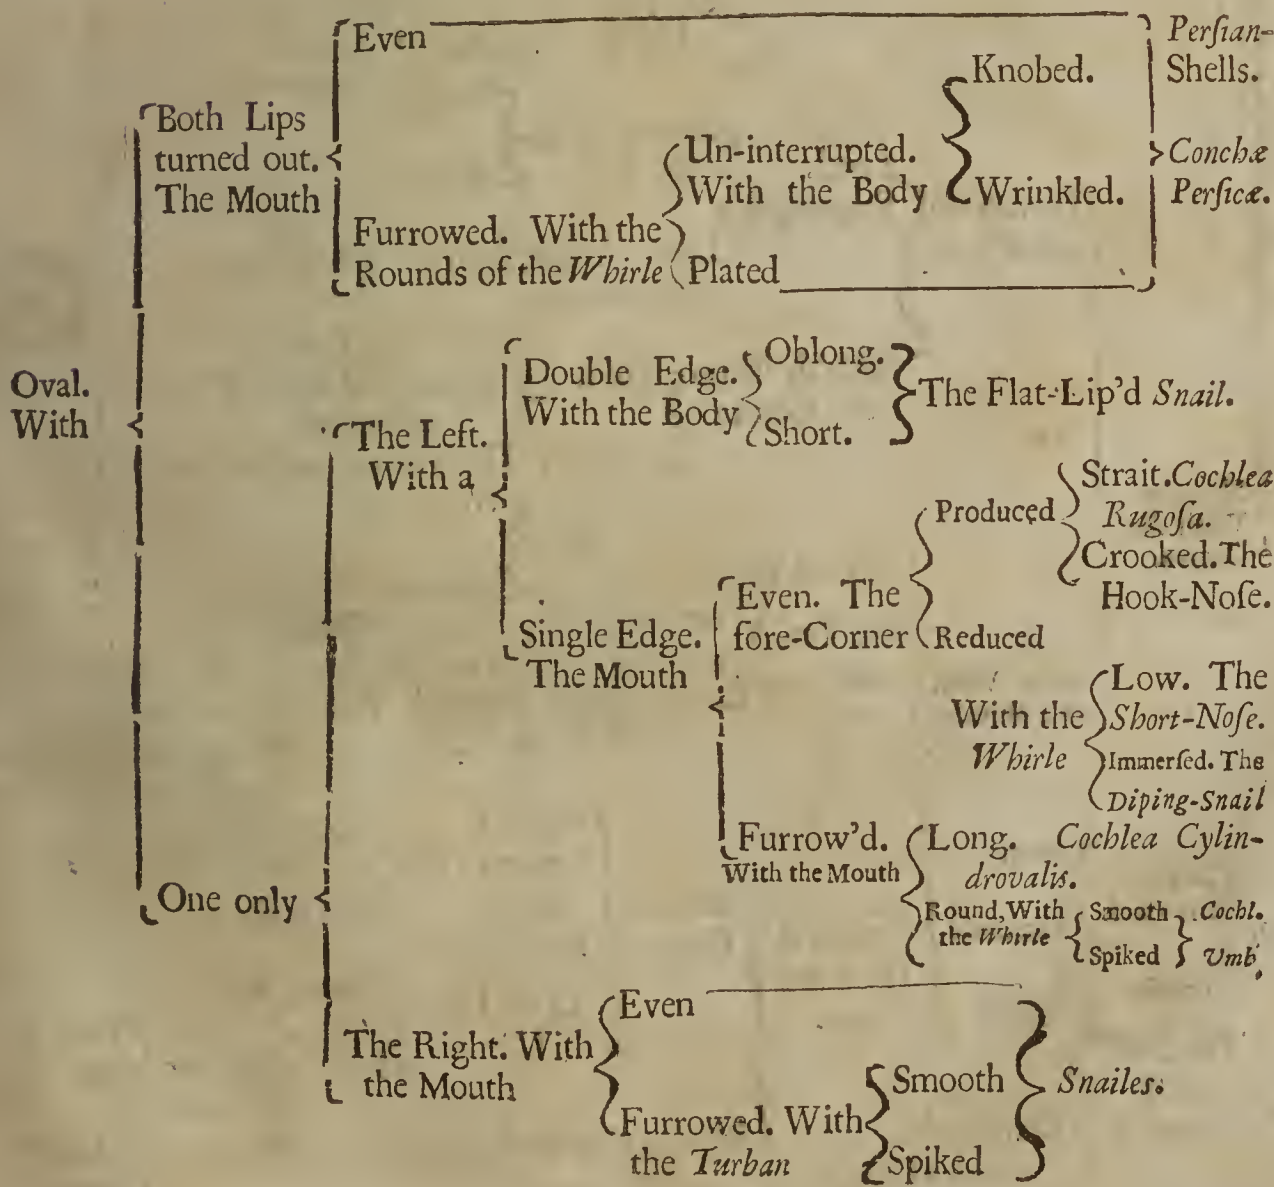 Even
Perſian-
Shells.
Knobed.
Both Lips
turned out.
The Mouth
Un-interrupted.
With the Body
Wrinkled.
Conchæ
Perſicæ.
Furrowed. With the
Rounds of the Whirle
Plated
Oval.
With
The Left.
With a
Double Edge.
With the Body
Oblong.
Short.
The Flat-Lip'd Snail.
Single Edge.
The Mouth
Even. The
fore-Corner
Produced
Strait. Cochlea
Rugoſa.
Crooked. The
Hook-Noſe.
Reduced
With the
Whirle
Low. The
Short-Noſe.
Immerſed. The
Diping-Snail
Furrow'd.
With the Mouth
Long. Cochlea Cylin-
drovalis.
Round, With
the Whirle
Smooth
Spiked
Cochl.
Vmb.
One only
The Right. With
the Mouth
Even
Furrowed. With
the Turban
Smooth
Spiked
Snailes.